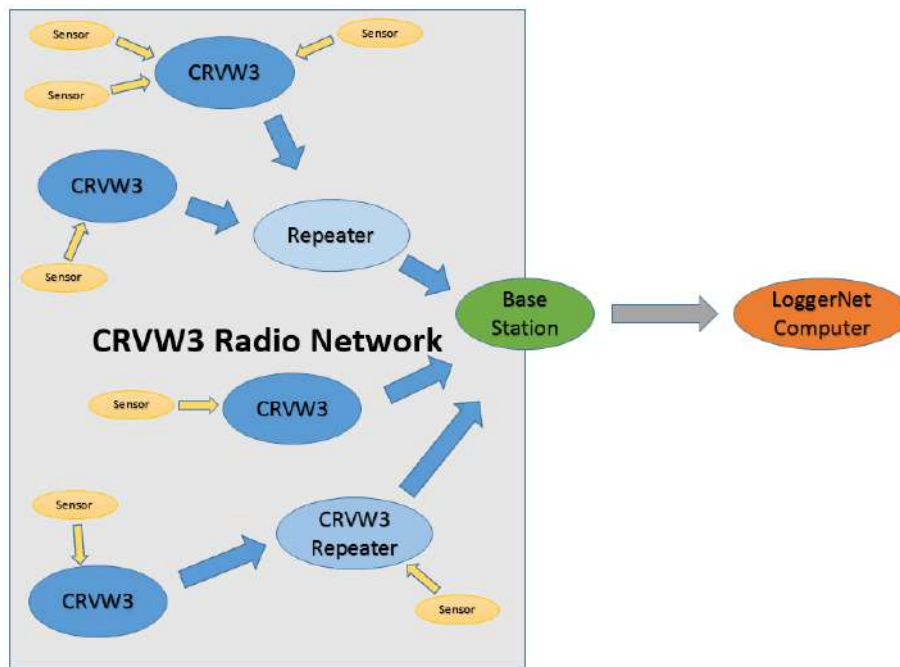 Sensor
Sensor
CRVW3
Sensor
CRVW3
Repeater
Sensor
Base
Station
LoggerNet
Computer
CRVW3 Radio Network
Sensor
CRVW3
Sensor
CRVW3
Repeater
CRVW3
Sensor